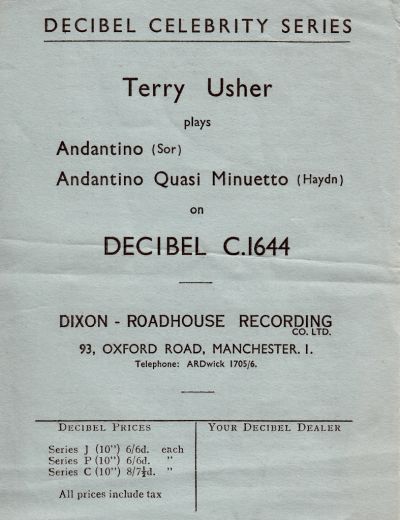 DECIBEL CELEBRITY SERIES
Terry Usher
plays
Andantino (Sor)
Andantino Quasi Minuetto (Haydn)
on
DECIBEL C.1644
DIXON - ROADHOUSE RECORDING
CO. LTD.
93, OXFORD ROAD, MANCHESTER. 1.
Telephone: ARDwick 1705/6.
DECIBEL PRICES
Series J (10") 6/6d. each
Series P (10") 6/6d. "
Series C (10") 8/7½d. "
All prices include tax
YOUR DECIBEL DEALER